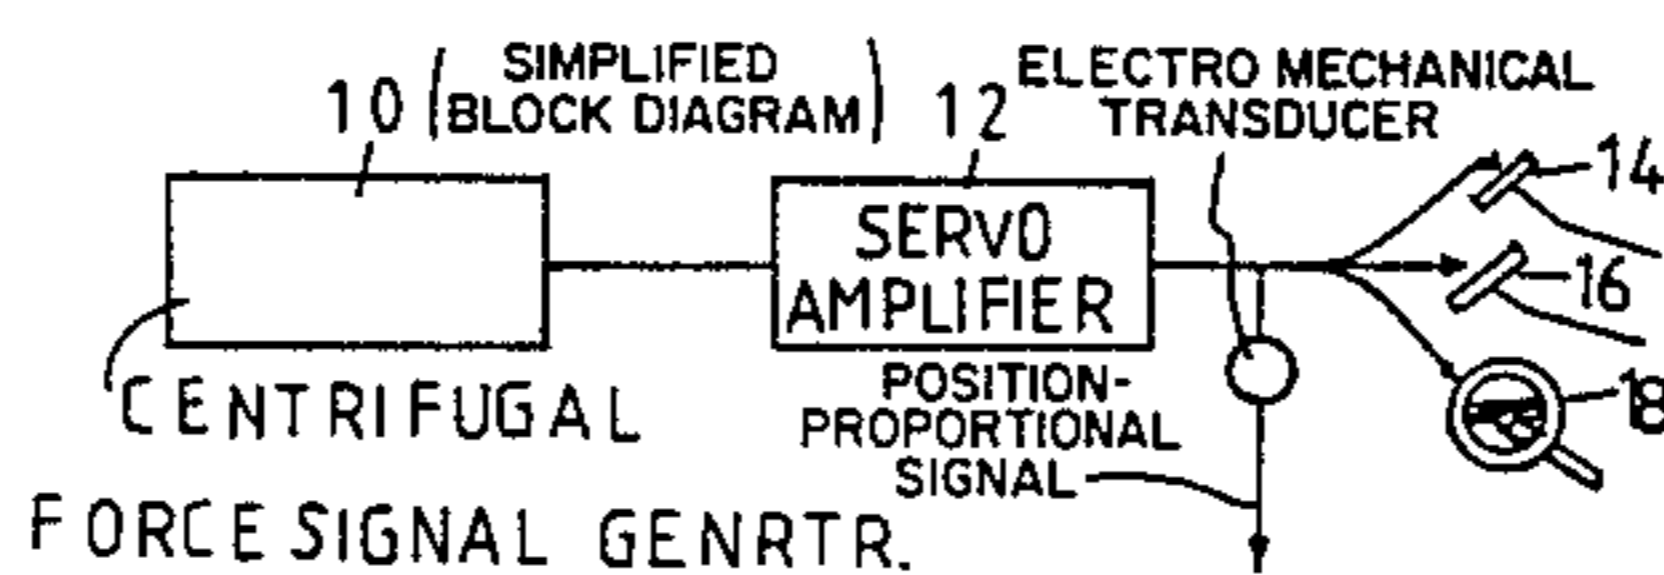 10 (SIMPLIFIED
BLOCK DIAGRAM)
12
ELECTRO MECHANICAL
TRANSDUCER
14
SERVO
AMPLIFIER
16
POSITION-
PROPORTIONAL
SIGNAL
18
CENTRIFUGAL
FORCE SIGNAL GENRTR.